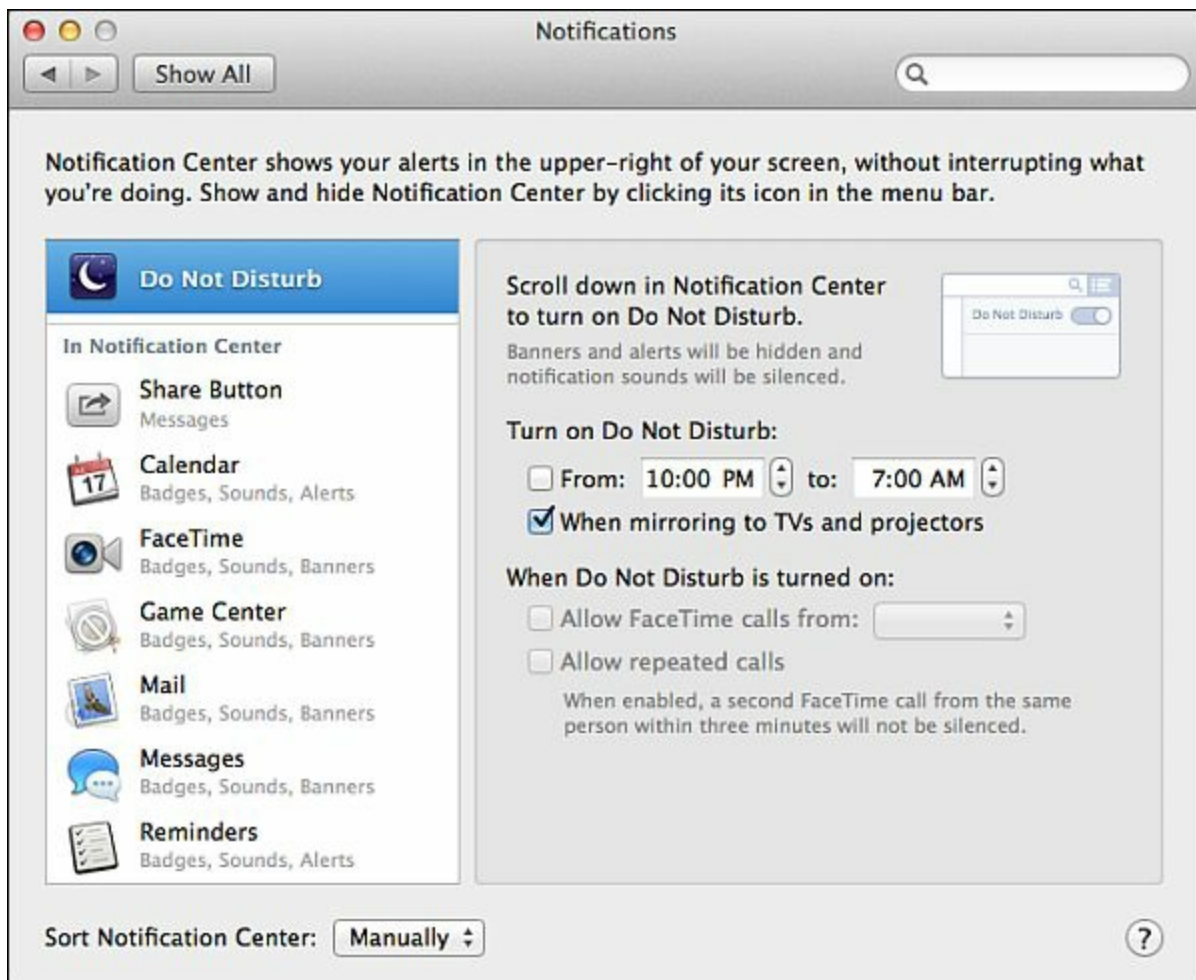 Notifications
Show All
Notification Center shows your alerts in the upper-right of your screen, without interrupting what
you're doing. Show and hide Notification Center by clicking its icon in the menu bar.
Do Not Disturb
In Notification Center
Share Button
Messages
17
Calendar
Badges, Sounds, Alerts
FaceTime
Badges, Sounds, Banners
Game Center
Badges, Sounds, Banners
Mail
Badges, Sounds, Banners
Messages
Badges, Sounds, Banners
Reminders
Badges, Sounds, Alerts
Scroll down in Notification Center
to turn on Do Not Disturb.
Do Not Disturb
Banners and alerts will be hidden and
notification sounds will be silenced.
Turn on Do Not Disturb:
From: 10:00 PM to: 7:00 AM
When mirroring to TVs and projectors
When Do Not Disturb is turned on:
Allow FaceTime calls from:
Allow repeated calls
When enabled, a second FaceTime call from the same
person within three minutes will not be silenced.
Sort Notification Center: Manually
?